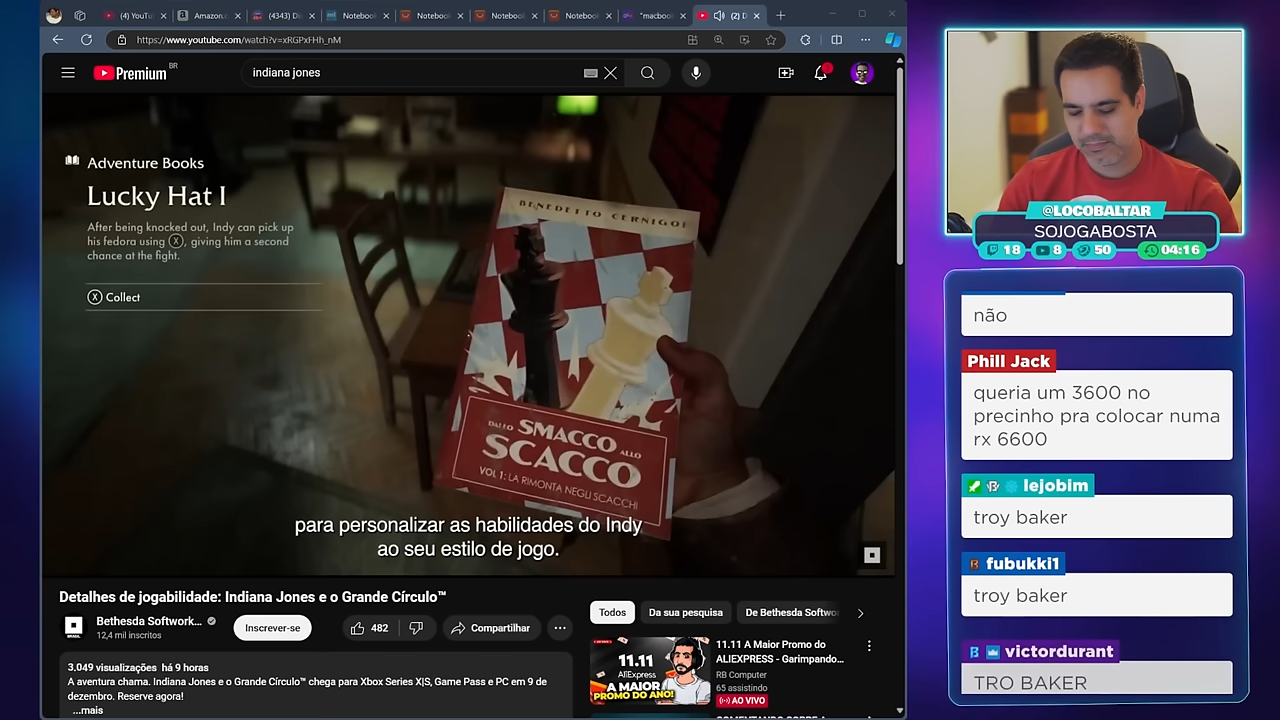 (4) YouT
Amazon.c
(4343) Di
Notebook
Notebook
Notebook
Notebook
"macbook
(2) D
https://www.youtube.com/watch?v=xRGPxFHh_nM
Premium BR
indiana jones
Adventure Books
Lucky Hat I
After being knocked out, Indy can pick up
his fedora using X, giving him a second
chance at the fight.
X Collect
BENEDETTO CERNIGOI
DALLO SMACCO ALLO
SCACCO
VOL 1: LA RIMONTA NEGLI SCACCHI
para personalizar as habilidades do Indy
ao seu estilo de jogo.
Detalhes de jogabilidade: Indiana Jones e o Grande Círculo™
Bethesda Softwork...
12,4 mil inscritos
Inscrever-se
482
Compartilhar
3.049 visualizações há 9 horas
A aventura chama. Indiana Jones e o Grande Círculo™ chega para Xbox Series X|S, Game Pass e PC em 9 de
dezembro. Reserve agora!
...mais
Todos
Da sua pesquisa
De Bethesda Softwo
11.11
AliExpress
A MAIOR
PROMO DO ANO!
11.11 A Maior Promo do
ALIEXPRESS - Garimpando...
RB Computer
65 assistindo
AO VIVO
@LOCOBALTAR
SOJOGABOSTA
18
8
50
04:16
não
Phill Jack
queria um 3600 no
precinho pra colocar numa
rx 6600
lejobim
troy baker
fubukki1
troy baker
victordurant
TRO BAKER